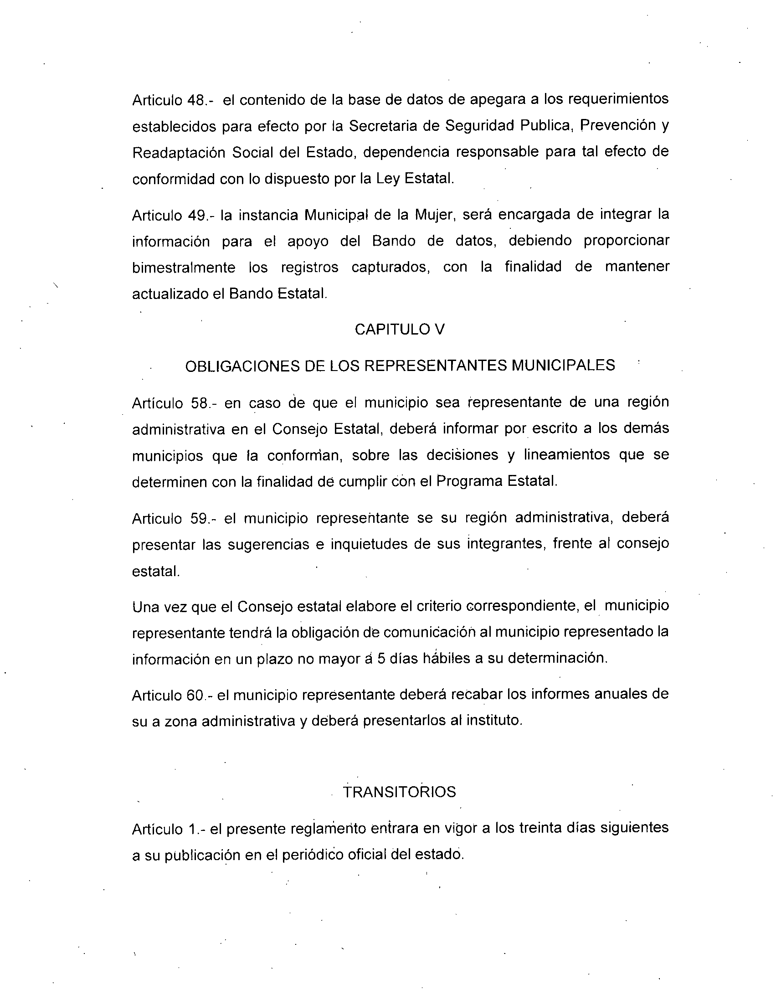 Articulo 48.- el contenido de la base de datos de apegara a los requerimientos
establecidos para efecto por la Secretaria de Seguridad Publica, Prevención y
Readaptación Social del Estado, dependencia responsable para tal efecto de
conformidad con lo dispuesto por la Ley Estatal.
Articulo 49.- la instancia Municipal de la Mujer, será encargada de integrar la
información para el apoyo del Bando de datos, debiendo proporcionar
bimestralmente los registros capturados, con la finalidad de mantener
actualizado el Bando Estatal.
CAPITULO V
OBLIGACIONES DE LOS REPRESENTANTES MUNICIPALES
Artículo 58.- en caso de que el municipio sea representante de una región
administrativa en el Consejo Estatal, deberá informar por escrito a los demás
municipios que la conforman, sobre las decisiones y lineamientos que se
determinen con la finalidad de cumplir con el Programa Estatal.
Articulo 59.- el municipio representante se su región administrativa, deberá
presentar las sugerencias e inquietudes de sus integrantes, frente al consejo
estatal.
Una vez que el Consejo estatal elabore el criterio correspondiente, el municipio
representante tendrá la obligación de comunicación al municipio representado la
información en un plazo no mayor a 5 días hábiles a su determinación.
Articulo 60.- el municipio representante deberá recabar los informes anuales de
su a zona administrativa y deberá presentarlos al instituto.
TRANSITORIOS
Artículo 1.- el presente reglamento entrara en vigor a los treinta días siguientes
a su publicación en el periódico oficial del estado.